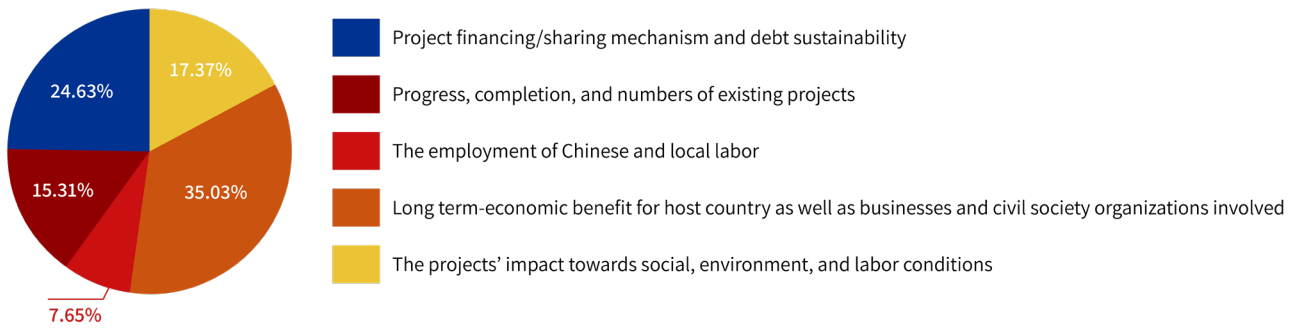 17.37%
24.63%
15.31%
35.03%
7.65%
Project financing/sharing mechanism and debt sustainability
Progress, completion, and numbers of existing projects
The employment of Chinese and local labor
Long term-economic benefit for host country as well as businesses and civil society organizations involved
The projects’ impact towards social, environment, and labor conditions